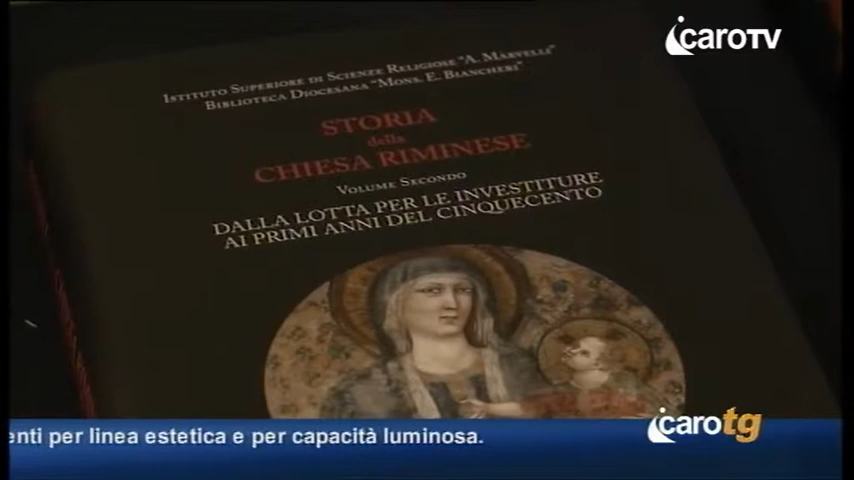 icaroTV
ISTITUTO SUPERIORE DI SCIENZE RELIGIOSE "A. MARVELLI"
BIBLIOTECA DIOCESANA "MONS. E. BIANCHERI"
STORIA
della
CHIESA RIMINESE
VOLUME SECONDO
DALLA LOTTA PER LE INVESTITURE
AI PRIMI ANNI DEL CINQUECENTO
enti per linea estetica e per capacità luminosa.
icarotg